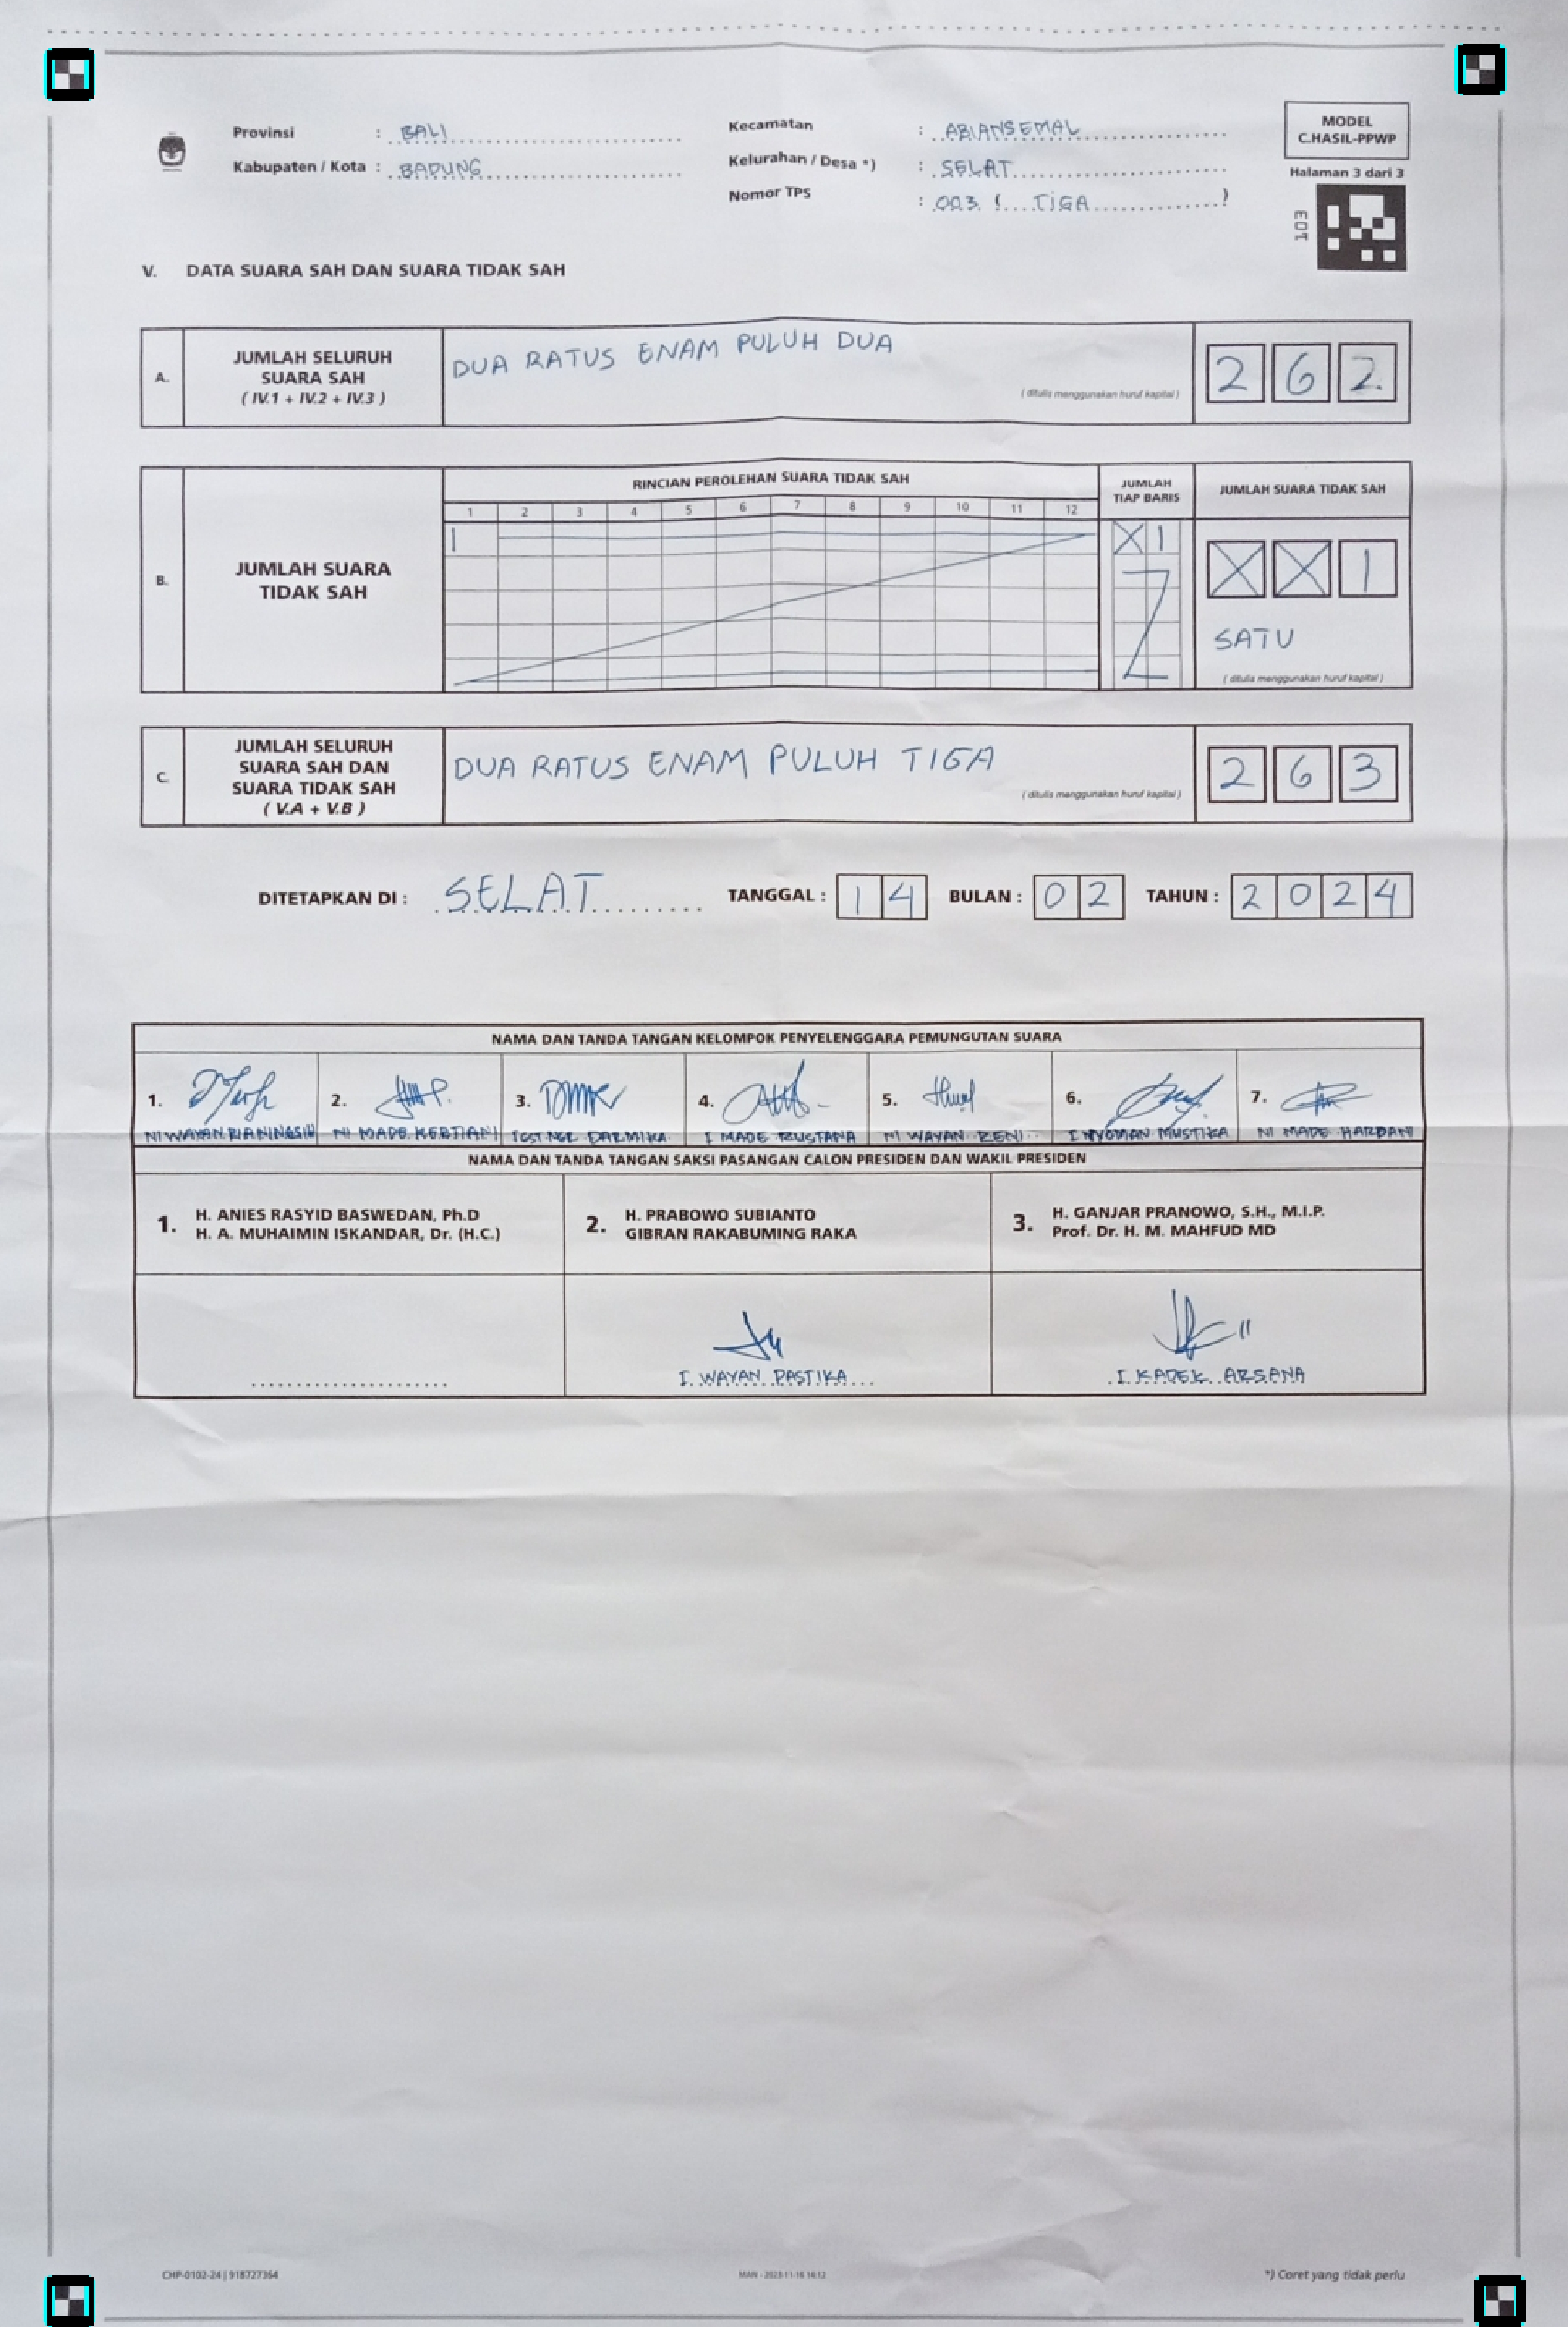 Provinsi : BALI
Kabupaten / Kota : BADUNG
Kecamatan : ABIANSEMAL
Kelurahan / Desa *) : SELAT
Nomor TPS : 003 ( TIGA )
MODEL
C.HASIL-PPWP
Halaman 3 dari 3
103
V. DATA SUARA SAH DAN SUARA TIDAK SAH
A.
JUMLAH SELURUH
SUARA SAH
( IV.1 + IV.2 + IV.3 )
DUA RATUS ENAM PULUH DUA
( ditulis menggunakan huruf kapital )
2 6 2
B.
JUMLAH SUARA
TIDAK SAH
RINCIAN PEROLEHAN SUARA TIDAK SAH
1 2 3 4 5 6 7 8 9 10 11 12
JUMLAH
TIAP BARIS
X 1
JUMLAH SUARA TIDAK SAH
X X 1
SATU
( ditulis menggunakan huruf kapital )
C.
JUMLAH SELURUH
SUARA SAH DAN
SUARA TIDAK SAH
( V.A + V.B )
DUA RATUS ENAM PULUH TIGA
( ditulis menggunakan huruf kapital )
2 6 3
DITETAPKAN DI : SELAT TANGGAL : 14 BULAN : 02 TAHUN : 2024
NAMA DAN TANDA TANGAN KELOMPOK PENYELENGGARA PEMUNGUTAN SUARA
1. 2. 3. 4. 5. 6. 7.
NI WAYAN RIANINGSIH NI MADE KERTIANI IGST NGR DARMIKA I MADE RUSTANA NI WAYAN RENI I NYOMAN MUSTIKA NI MADE HARDANI
NAMA DAN TANDA TANGAN SAKSI PASANGAN CALON PRESIDEN DAN WAKIL PRESIDEN
1. H. ANIES RASYID BASWEDAN, Ph.D
H. A. MUHAIMIN ISKANDAR, Dr. (H.C.)
2. H. PRABOWO SUBIANTO
GIBRAN RAKABUMING RAKA
3. H. GANJAR PRANOWO, S.H., M.I.P.
Prof. Dr. H. M. MAHFUD MD
I WAYAN PASTIKA
I KADEK ARSANA
CHP-0102-24 | 918727364
MAN - 2023-11-16 14:12
*) Coret yang tidak perlu